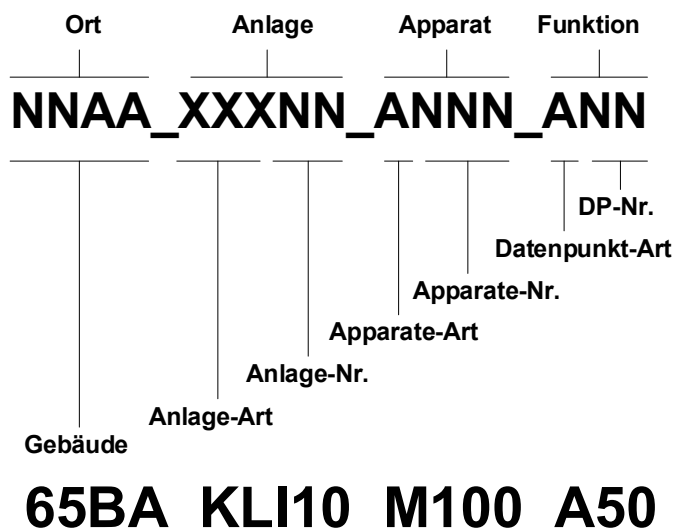 Ort Anlage Apparat Funktion
NNAA_XXXNN_ANNN_ANN
DP-Nr.
Datenpunkt-Art
Apparate-Nr.
Apparate-Art
Anlage-Nr.
Anlage-Art
Gebäude
65BA KLI10 M100 A50